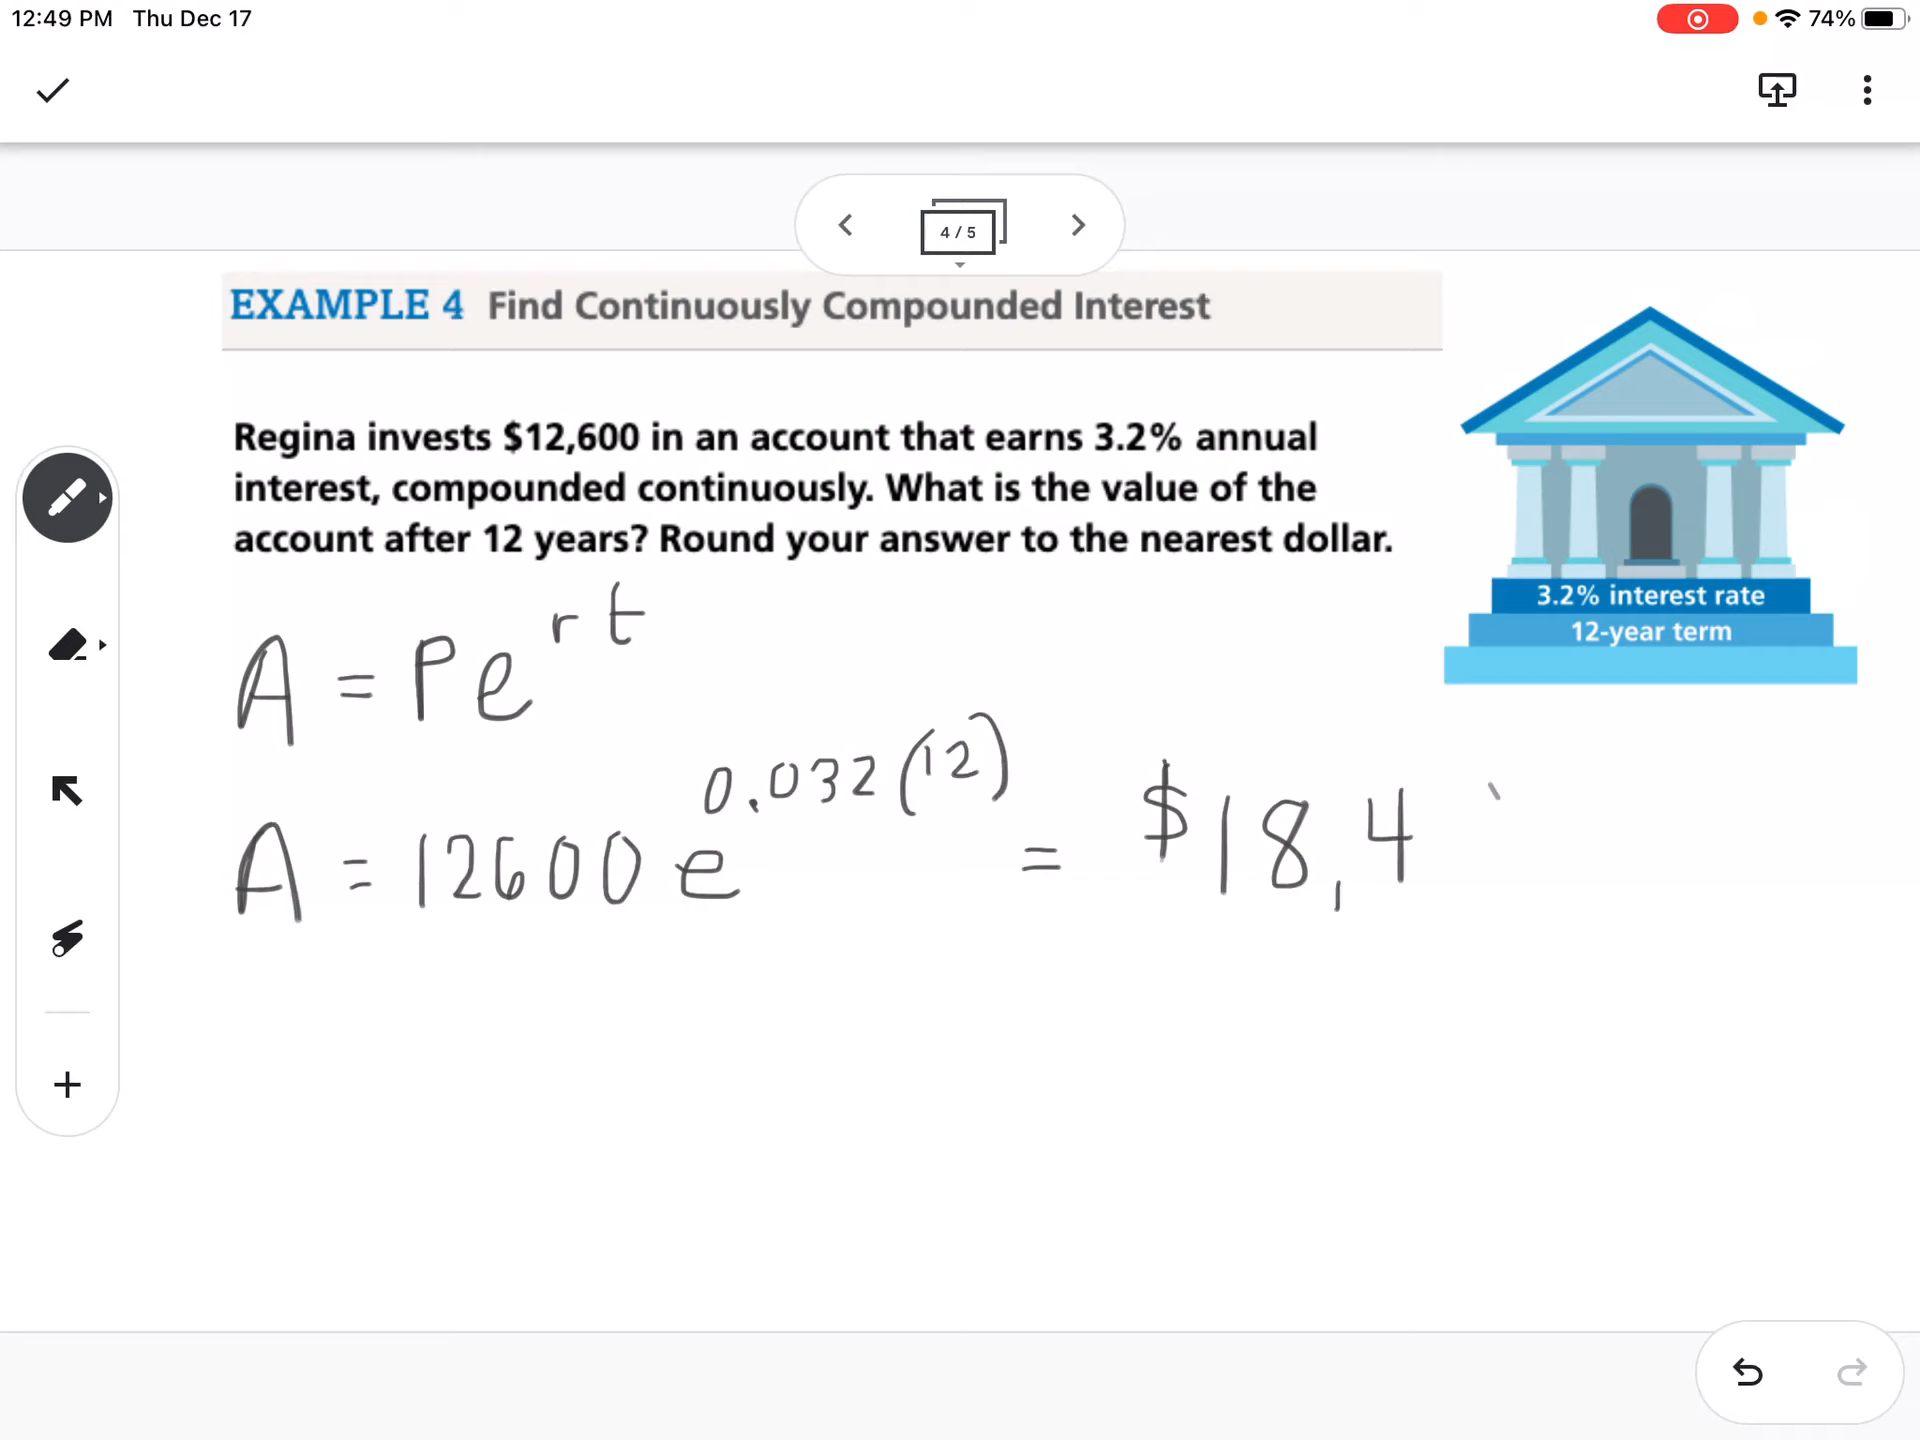 12:49 PM Thu Dec 17
74%
4 / 5
EXAMPLE 4 Find Continuously Compounded Interest
Regina invests $12,600 in an account that earns 3.2% annual
interest, compounded continuously. What is the value of the
account after 12 years? Round your answer to the nearest dollar.
3.2% interest rate
12-year term
A = Pe^rt
A = 12600 e^0.032(12) = $18,4